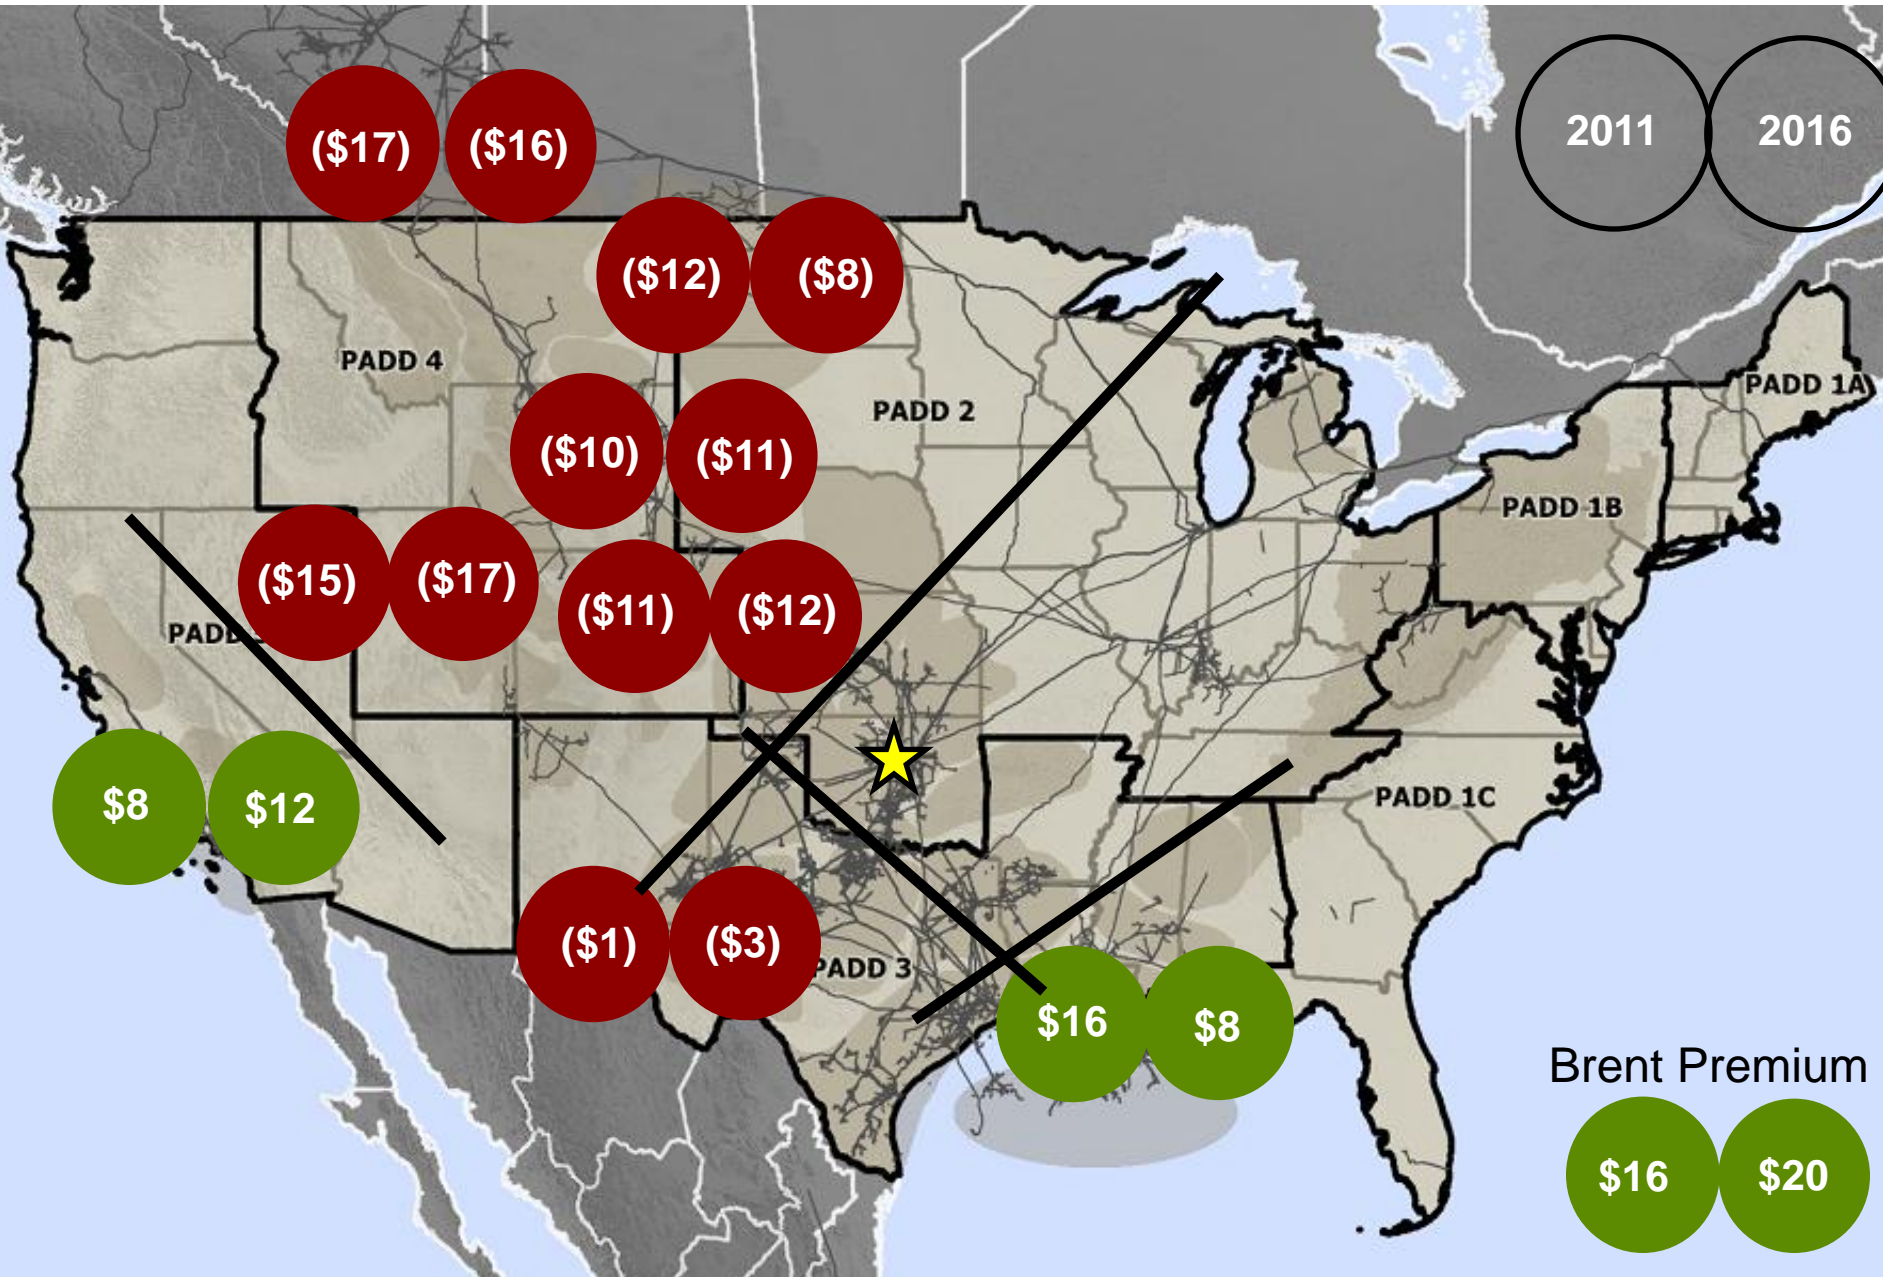 2011 2016
($17) ($16)
($12) ($8)
PADD 4
PADD 2
PADD 1A
($10) ($11)
PADD 1B
($15) ($17)
($11) ($12)
PADD
$8 $12
PADD 1C
($1) ($3)
PADD 3
$16 $8
Brent Premium
$16 $20